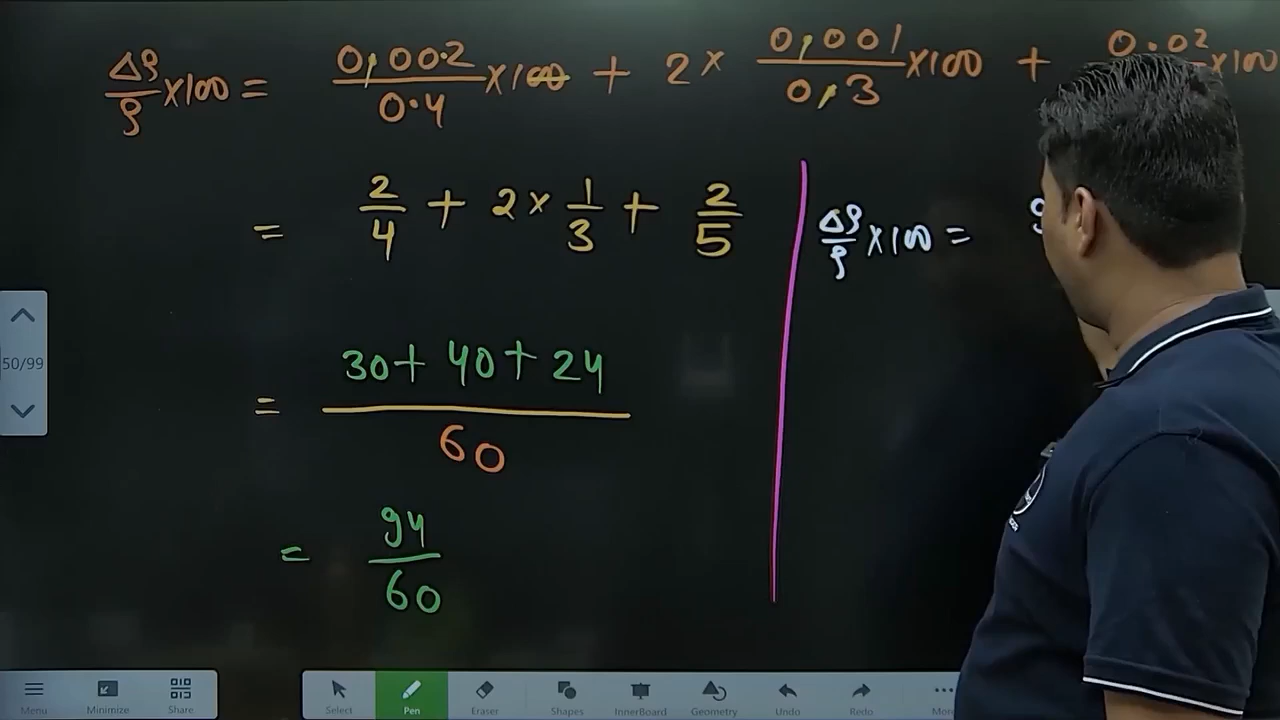 Δρ/ρ ×100 = 0.002/0.4 ×100 + 2× 0.001/0.3 ×100 + 0.02 ×100
= 2/4 + 2× 1/3 + 2/5
Δρ/ρ ×100 =
50/99
= 30+ 40+ 24/60
= 94/60
Menu Minimize Share Select Pen Eraser Shapes InnerBoard Geometry Undo Redo